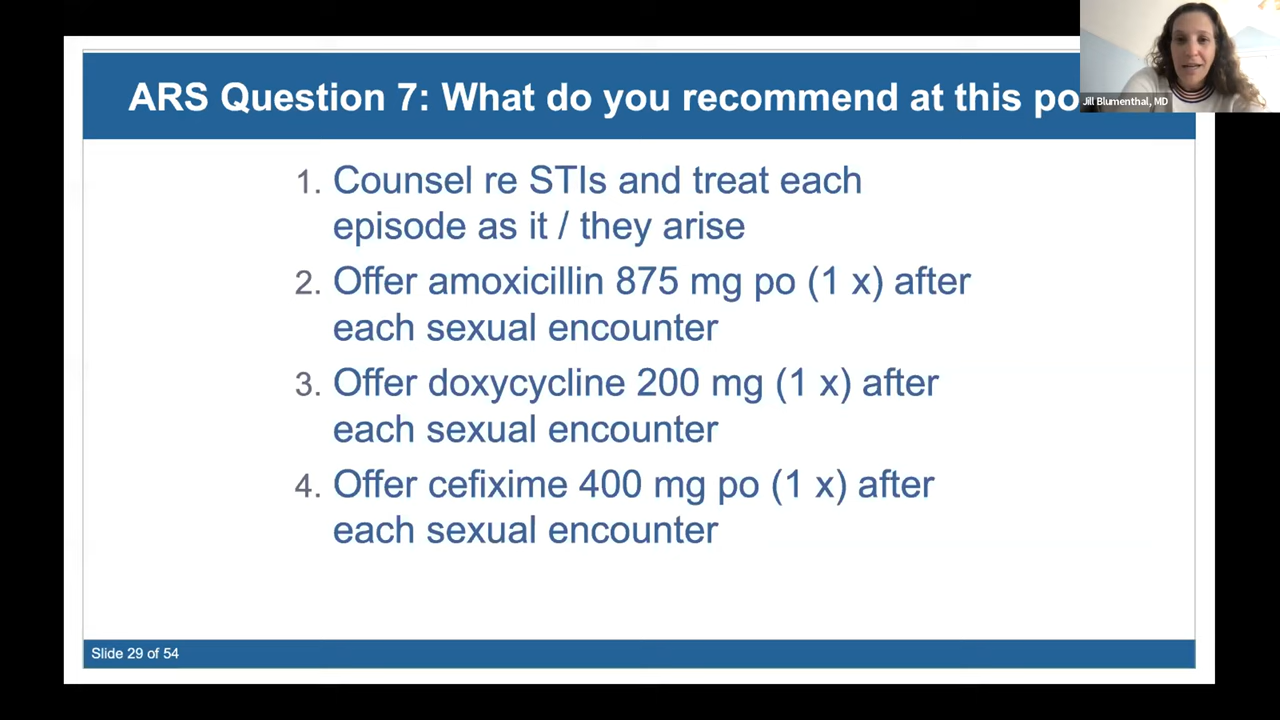 ARS Question 7: What do you recommend at this po
Jill Blumenthal, MD
1. Counsel re STIs and treat each
episode as it / they arise
2. Offer amoxicillin 875 mg po (1 x) after
each sexual encounter
3. Offer doxycycline 200 mg (1 x) after
each sexual encounter
4. Offer cefixime 400 mg po (1 x) after
each sexual encounter
Slide 29 of 54